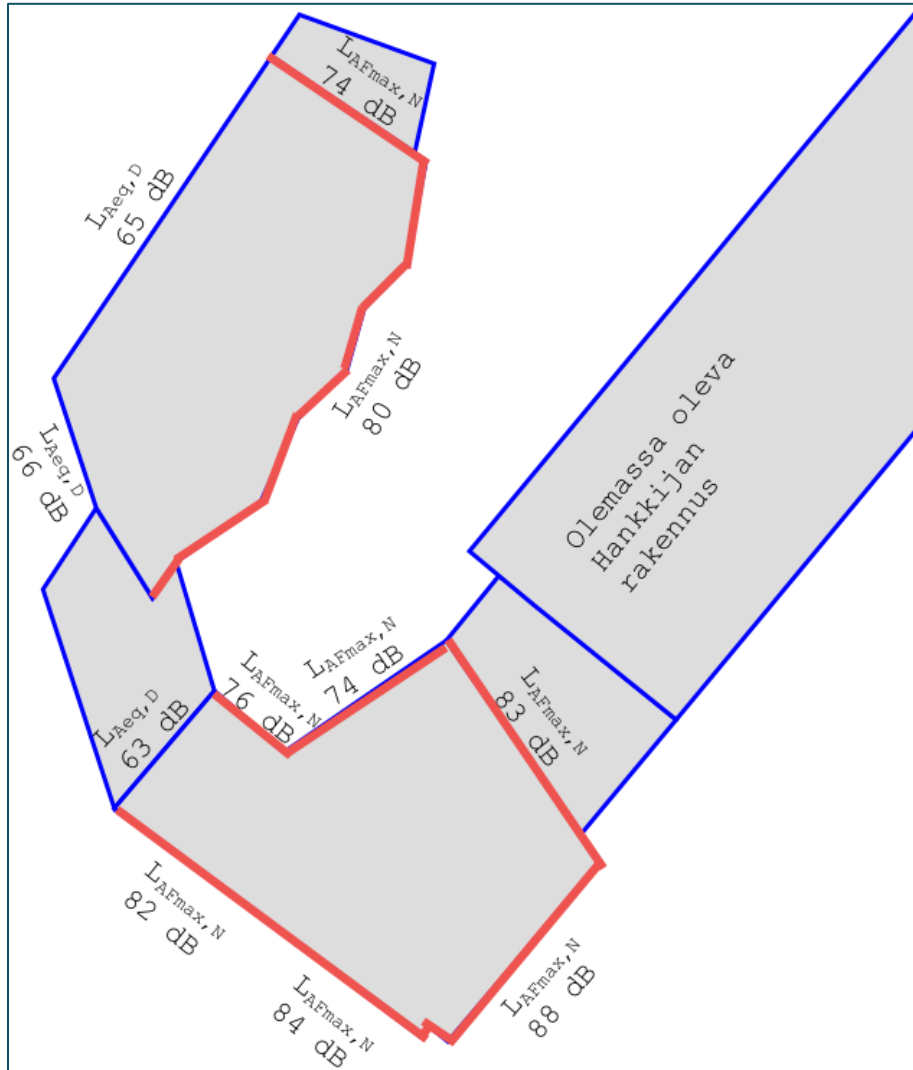 LAFmax,N
74 dB
LAeq,D
65 dB
LAFmax,N
80 dB
LAeq,D
66 dB
Olemassa oleva
Hankkijan
rakennus
LAFmax,N
74 dB
LAFmax,N
76 dB
LAFmax,N
83 dB
LAeq,D
63 dB
LAFmax,N
82 dB
LAFmax,N
84 dB
LAFmax,N
88 dB